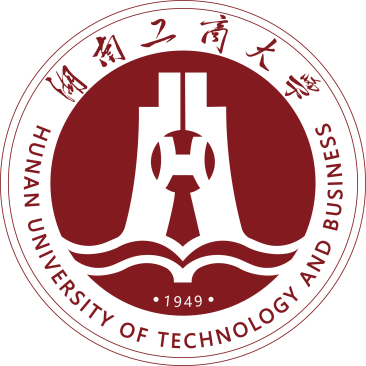 湖南工商大学
HUNAN UNIVERSITY OF TECHNOLOGY AND BUSINESS
•1949•